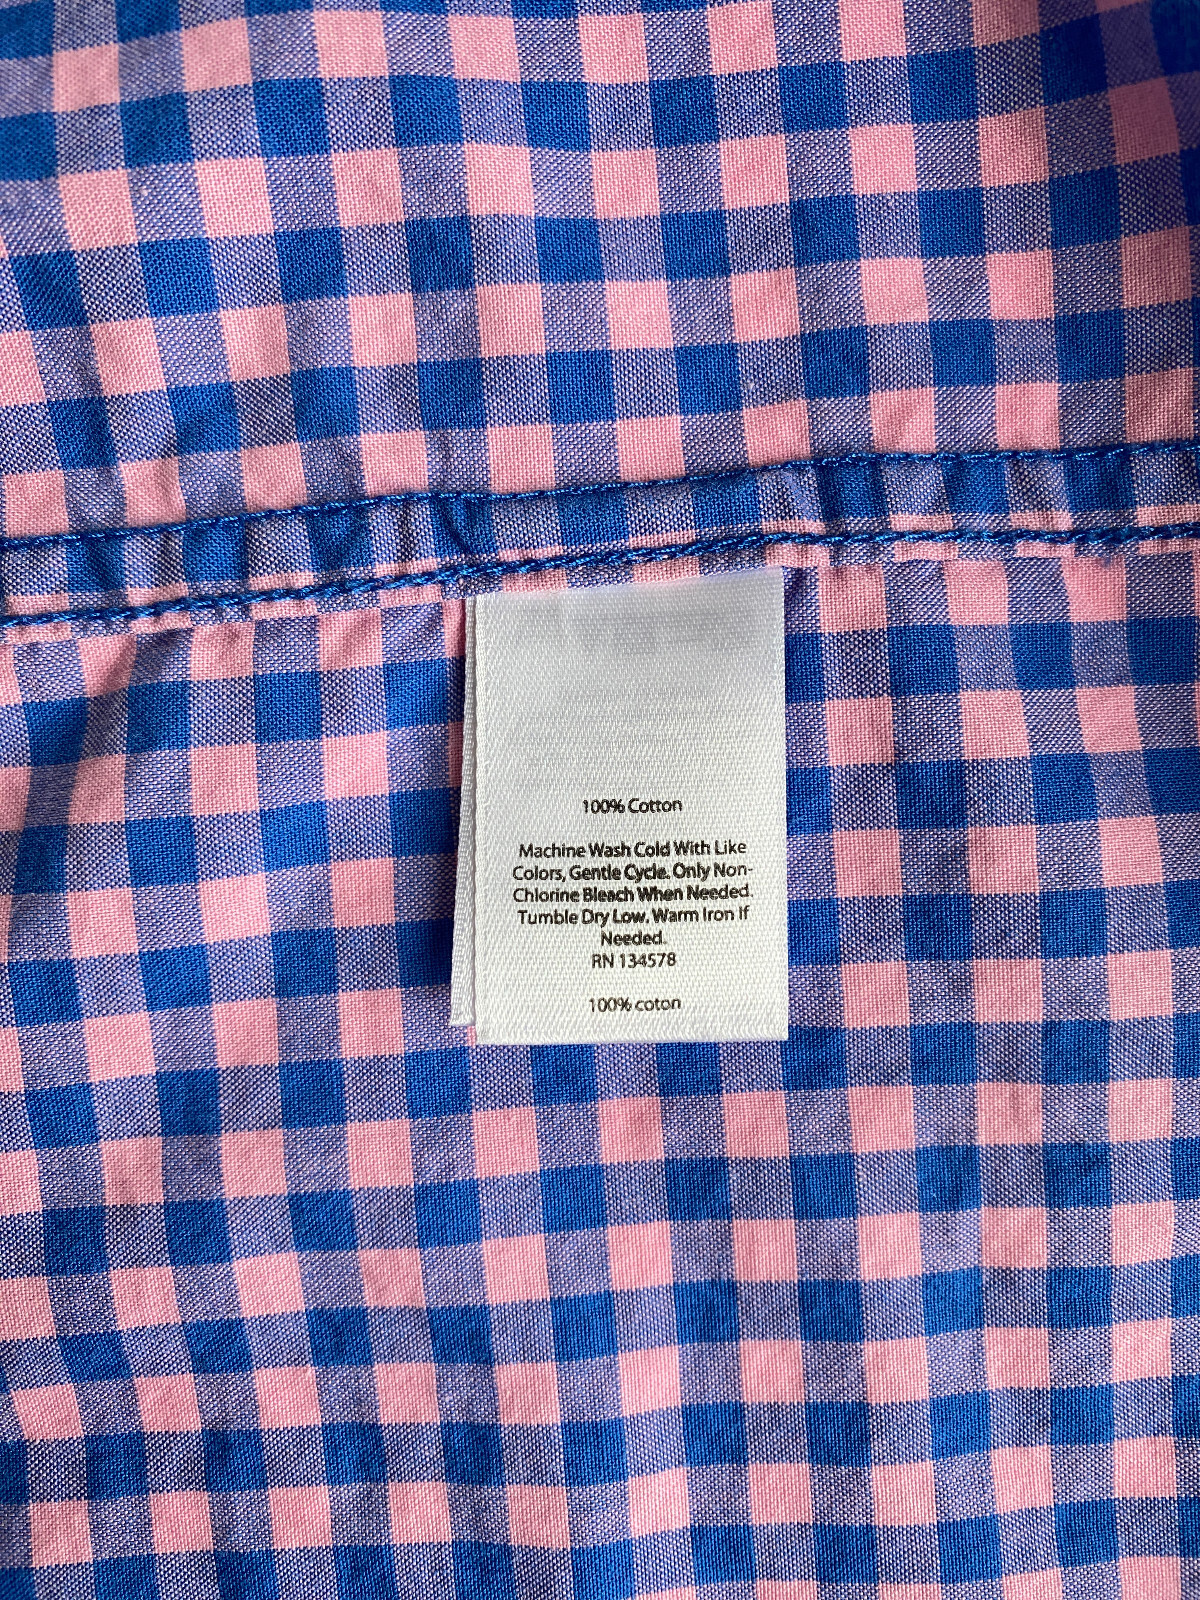 100% Cotton
Machine Wash Cold With Like
Colors, Gentle Cycle. Only Non-
Chlorine Bleach When Needed.
Tumble Dry Low. Warm Iron If
Needed.
RN 134578
100% coton